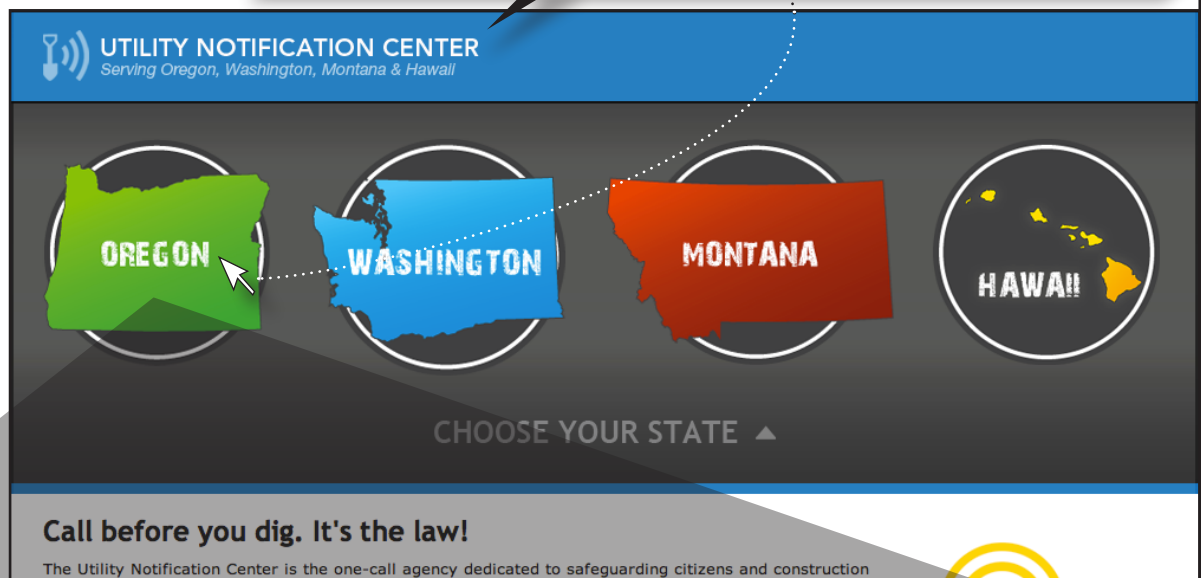 UTILITY NOTIFICATION CENTER
Serving Oregon, Washington, Montana & Hawaii
OREGON
WASHINGTON
MONTANA
HAWAII
CHOOSE YOUR STATE
Call before you dig. It's the law!
The Utility Notification Center is the one-call agency dedicated to safeguarding citizens and construction